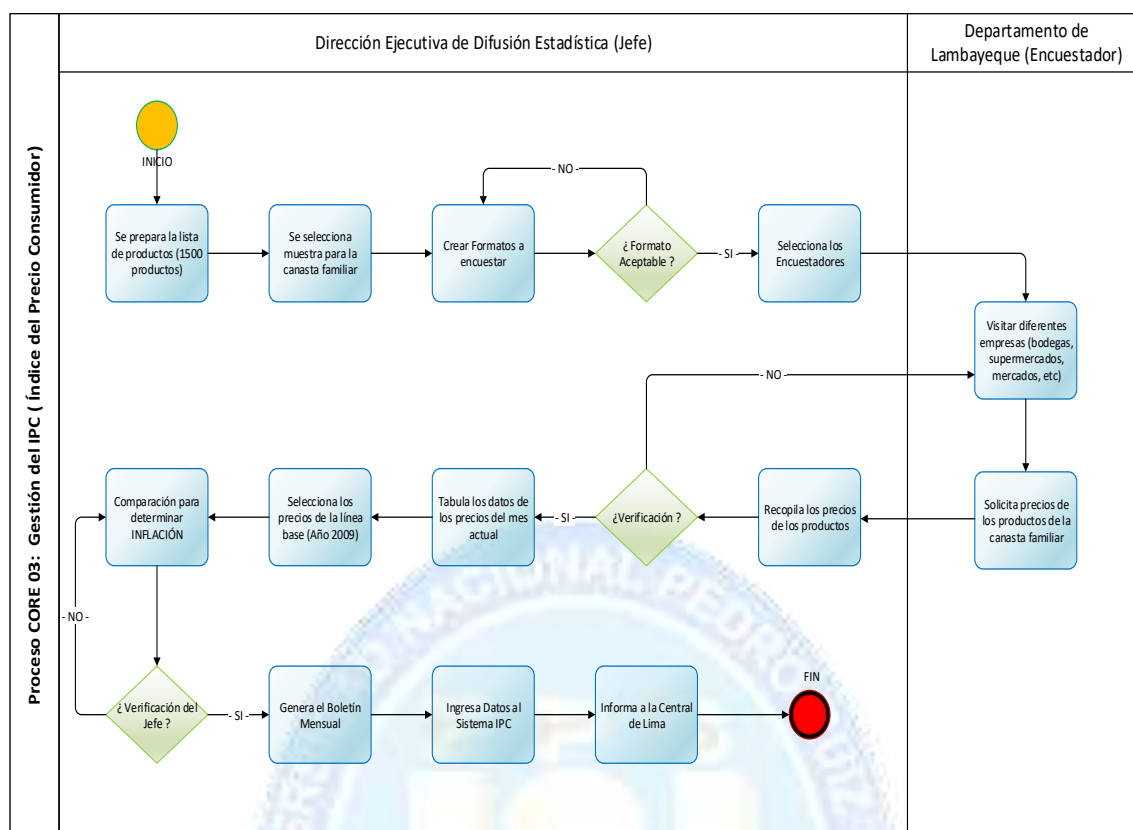 Proceso CORE 03: Gestión del IPC ( Índice del Precio Consumidor)
Dirección Ejecutiva de Difusión Estadística (Jefe)
Departamento de
Lambayeque (Encuestador)
INICIO
Se prepara la lista
de productos (1500
productos)
Se selecciona
muestra para la
canasta familiar
Crear Formatos a
encuestar
- NO -
¿ Formato
Aceptable ?
- SI -
Selecciona los
Encuestadores
Visitar diferentes
empresas (bodegas,
supermercados,
mercados, etc)
- NO -
Solicita precios de
los productos de la
canasta familiar
Recopila los precios
de los productos
¿Verificación ?
- SI -
Tabula los datos de
los precios del mes
actual
Selecciona los
precios de la línea
base (Año 2009)
Comparación para
determinar
INFLACIÓN
- NO -
¿ Verificación del
Jefe ?
- SI -
Genera el Boletín
Mensual
Ingresa Datos al
Sistema IPC
Informa a la Central
de Lima
FIN
NACIONAL PEDRO